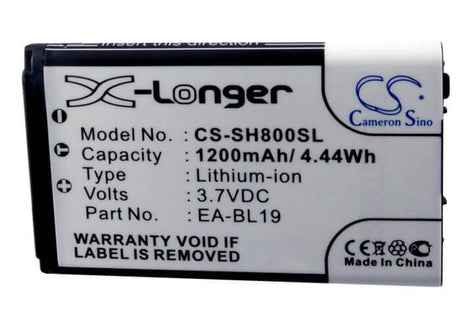 X-Longer
Model No.: CS-SH800SL
Capacity: 1200mAh/ 4.44Wh
Type: Lithium-ion
Volts: 3.7VDC
Part No.: EA-BL19
WARRANTY VOID IF
LABEL IS REMOVED
CS
Cameron Sino
CE
Made In China